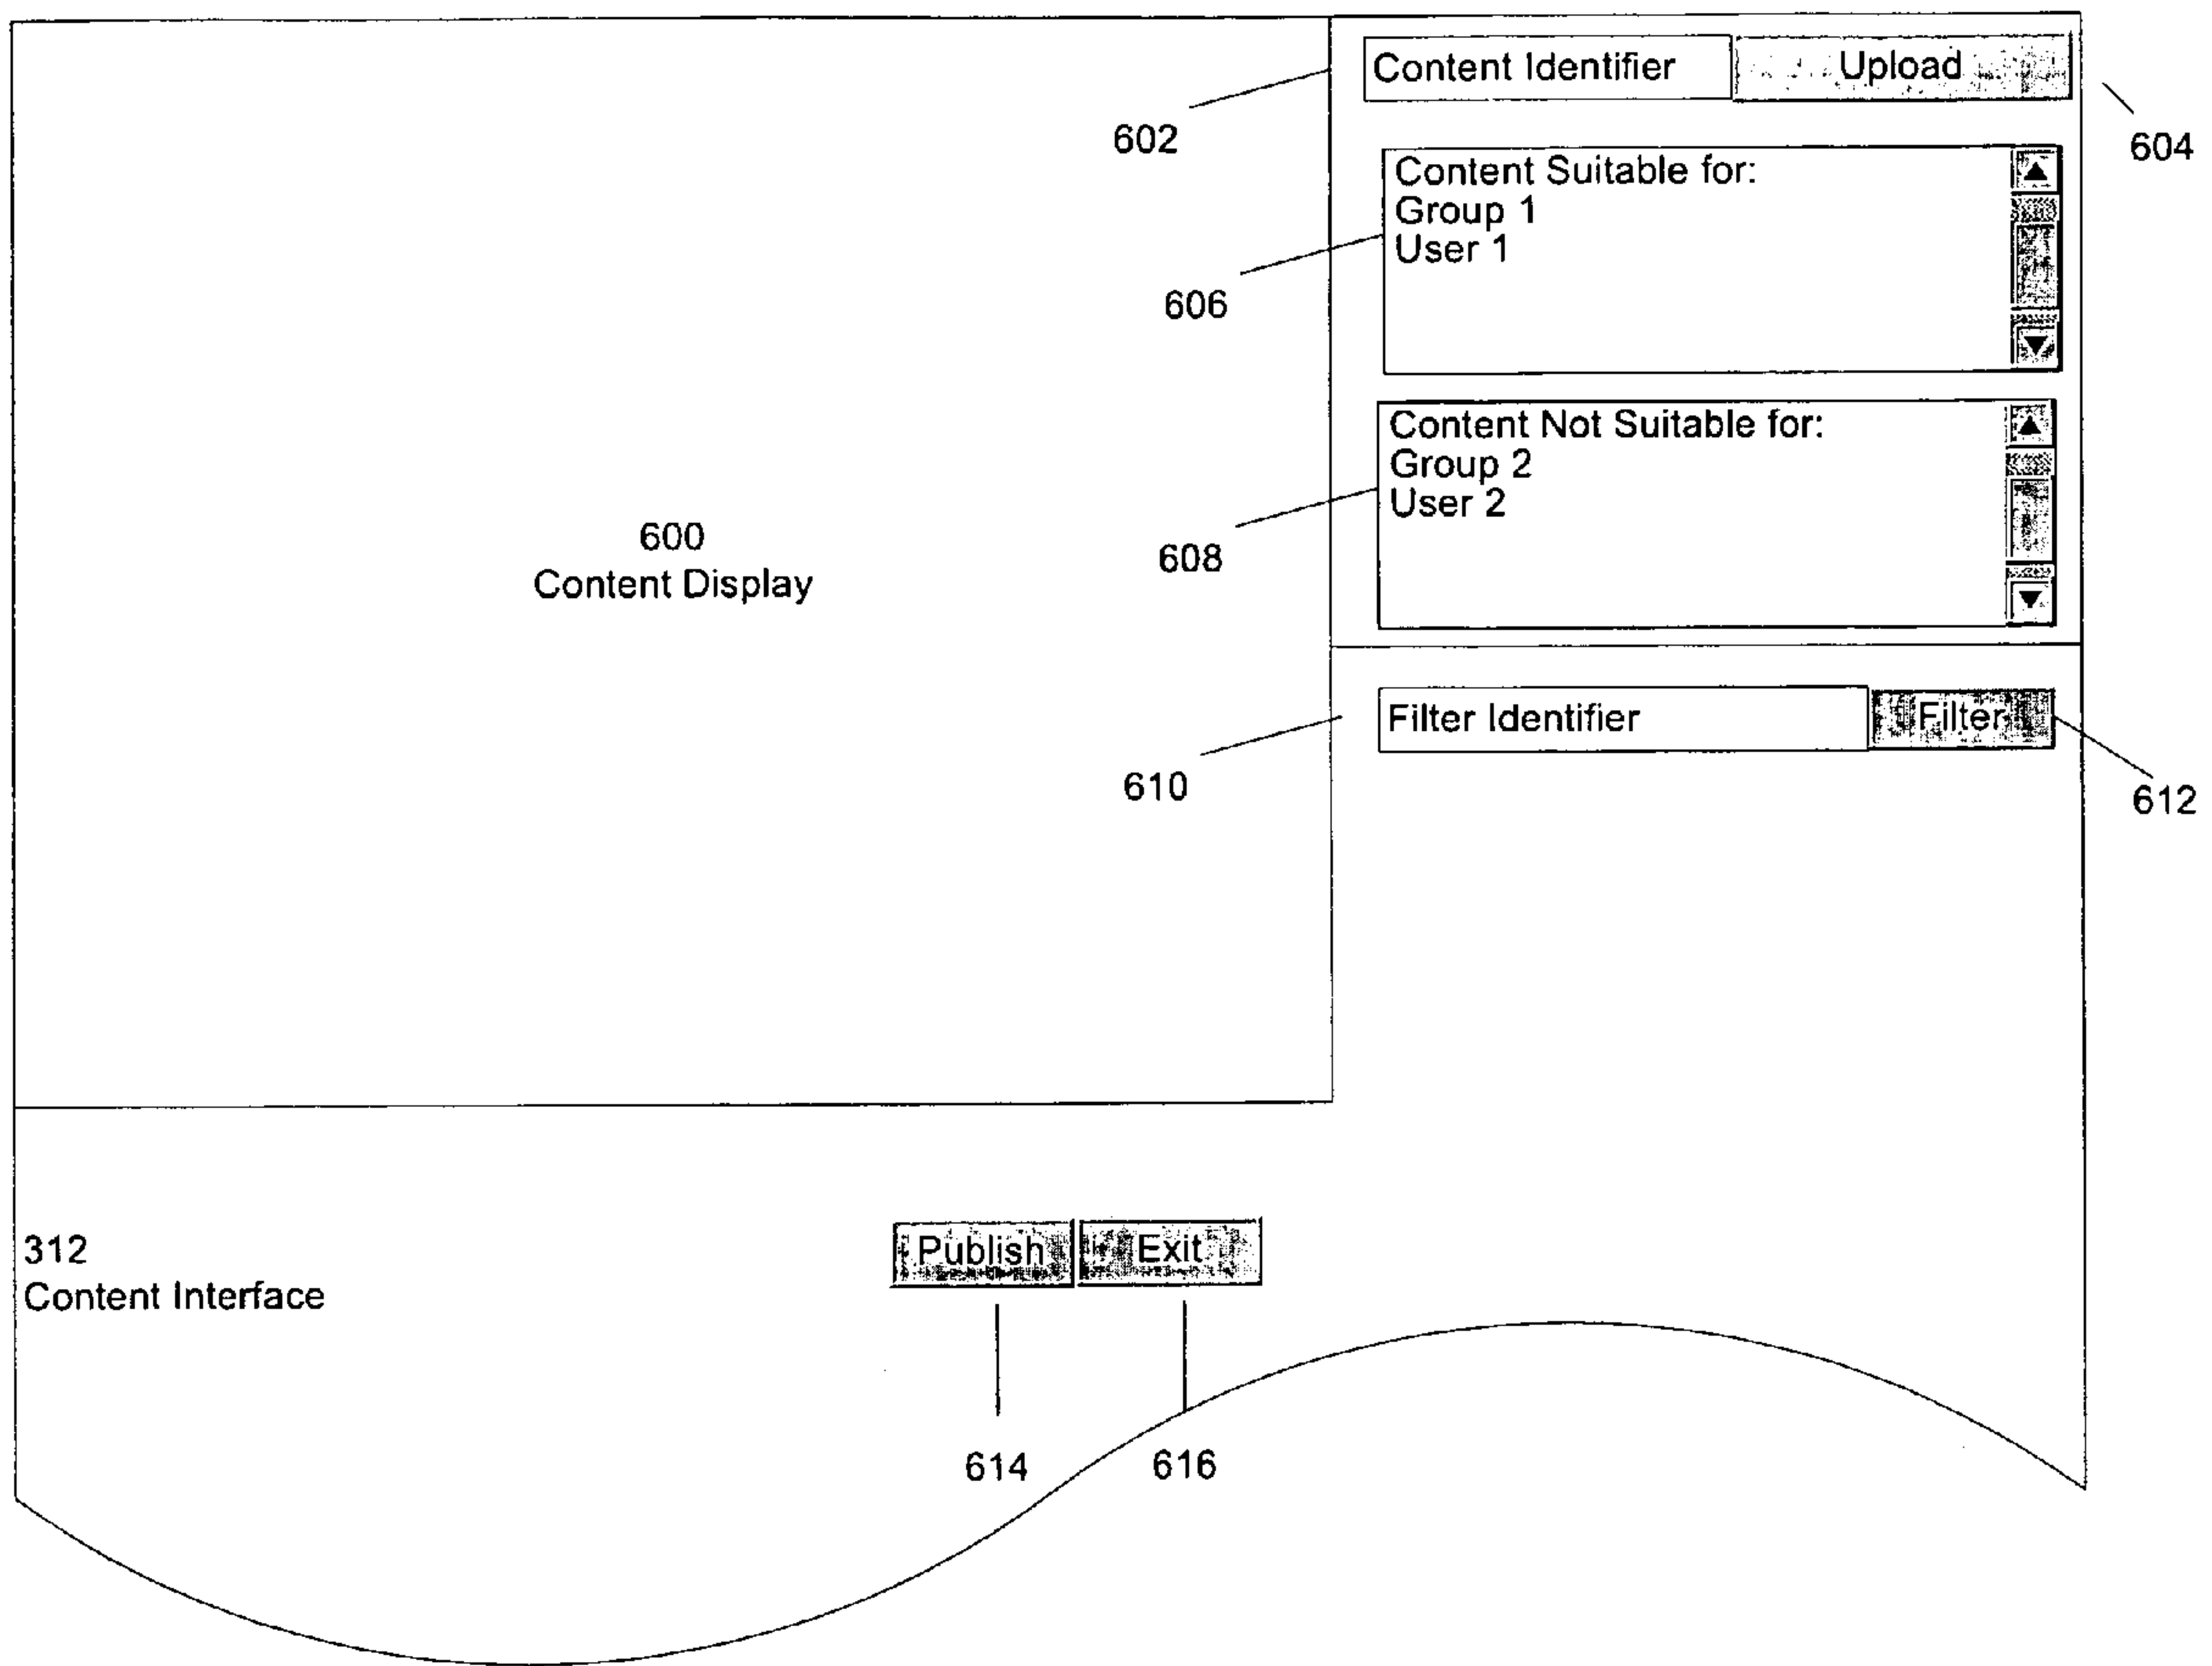 Content Identifier
Upload
602
604
Content Suitable for:
Group 1
User 1
606
Content Not Suitable for:
Group 2
User 2
608
600
Content Display
Filter Identifier
Filter
610
612
312
Content Interface
Publish
Exit
614
616